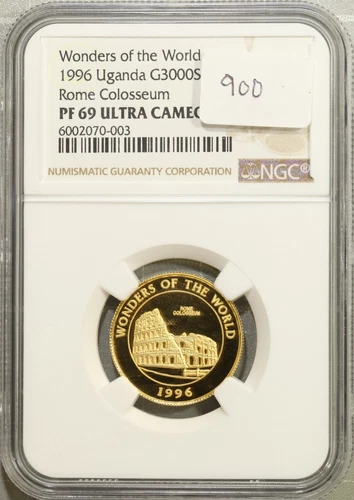 Wonders of the World
1996 Uganda G3000S
900
Rome Colosseum
PF 69 ULTRA CAMEO
6002070-003
NUMISMATIC GUARANTY CORPORATION
NGC®
WONDERS OF THE WORLD
ROME
COLOSSEUM
1996